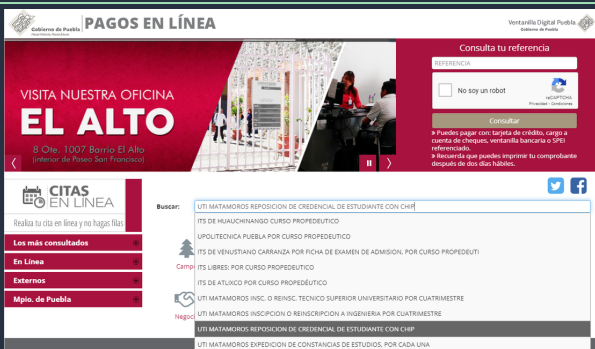 Gobierno de Puebla
PAGOS EN LÍNEA
Ventanilla Digital Puebla
Gobierno de Puebla
VISITA NUESTRA OFICINA
EL ALTO
8 Ote. 1007 Barrio El Alto
(interior de Paseo San Francisco)
Consulta tu referencia
REFERENCIA
No soy un robot
reCAPTCHA
Privacidad - Condiciones
Consultar
» Puedes pagar con: tarjeta de crédito, cargo a
cuenta de cheques, ventanilla bancaria o SPEI
referenciado.
» Recuerda que puedes imprimir tu comprobante
después de dos días hábiles.
CITAS
EN LÍNEA
Realiza tu cita en línea y no hagas filas
Los más consultados
En Línea
Externos
Mpio. de Puebla
Buscar:
UTI MATAMOROS REPOSICION DE CREDENCIAL DE ESTUDIANTE CON CHIP
ITS DE HUAUCHINANGO CURSO PROPEDEUTICO
UPOLITECNICA PUEBLA POR CURSO PROPEDEUTICO
ITS DE VENUSTIANO CARRANZA POR FICHA DE EXAMEN DE ADMISION, POR CURSO PROPEDEUTI
ITS LIBRES: POR CURSO PROPEDEUTICO
ITS DE ATLIXCO POR CURSO PROPEDÉUTICO
UTI MATAMOROS INSC. O REINSC. TECNICO SUPERIOR UNIVERSITARIO POR CUATRIMESTRE
UTI MATAMOROS INSCIPCION O REINSCRIPCION A INGENIERIA POR CUATRIMESTRE
UTI MATAMOROS REPOSICION DE CREDENCIAL DE ESTUDIANTE CON CHIP
UTI MATAMOROS EXPEDICION DE CONSTANCIAS DE ESTUDIOS, POR CADA UNA
Camp
Negoci